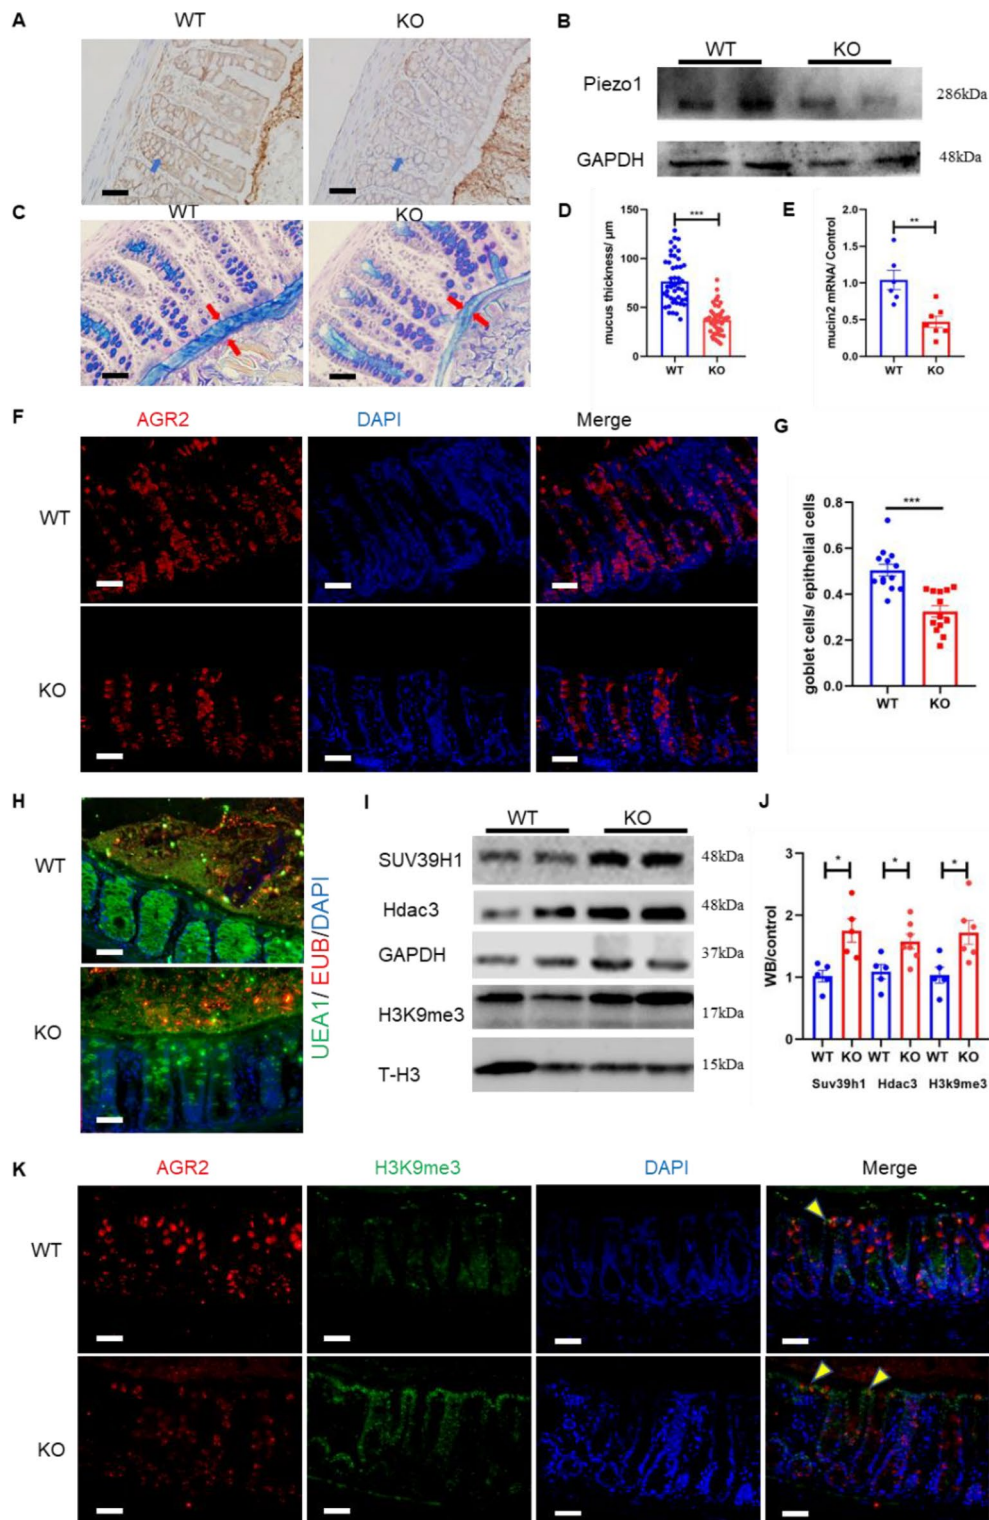 A
WT
KO
B
WT
KO
Piezo1
286kDa
GAPDH
48kDa
C
WT
KO
D
mucus thickness/ μm
150
100
50
0
***
WT
KO
E
mucin2 mRNA/ Control
2.0
1.5
1.0
0.5
0.0
**
WT
KO
F
AGR2
DAPI
Merge
WT
KO
G
goblet cells/ epithelial cells
0.8
0.6
0.4
0.2
0.0
***
WT
KO
H
WT
KO
UEA1/ EUB/DAPI
I
WT
KO
SUV39H1
48kDa
Hdac3
48kDa
GAPDH
37kDa
H3K9me3
17kDa
T-H3
15kDa
J
WB/control
3
2
1
0
*
*
*
WT KO WT KO WT KO
Suv39h1 Hdac3 H3k9me3
K
AGR2
H3K9me3
DAPI
Merge
WT
KO